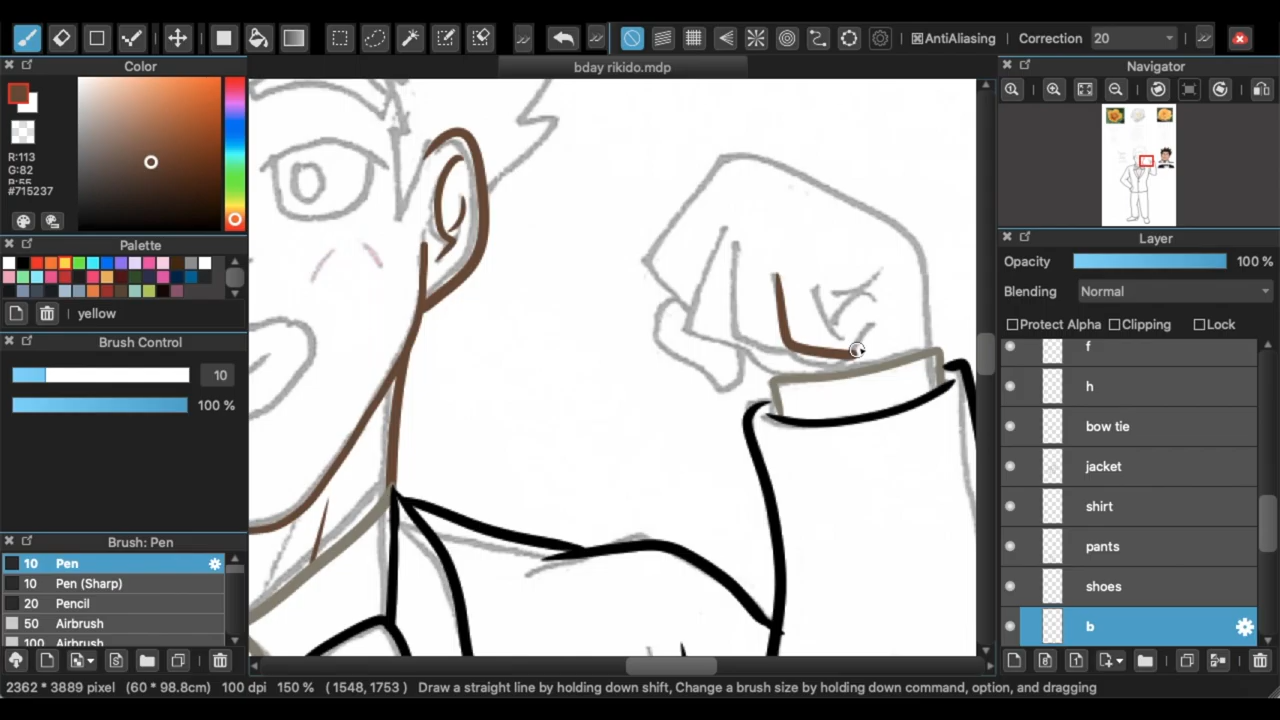 AntiAliasing Correction 20
bday rikido.mdp
Color
R:113
G:82
B:55
#715237
Palette
yellow
Brush Control
10
100 %
Brush: Pen
10 Pen
10 Pen (Sharp)
20 Pencil
50 Airbrush
100 Airbrush
Navigator
Layer
Opacity 100 %
Blending Normal
Protect Alpha Clipping Lock
f
h
bow tie
jacket
shirt
pants
shoes
b
2362 * 3889 pixel (60 * 98.8cm) 100 dpi 150 % ( 1548, 1753 ) Draw a straight line by holding down shift, Change a brush size by holding down command, option, and dragging